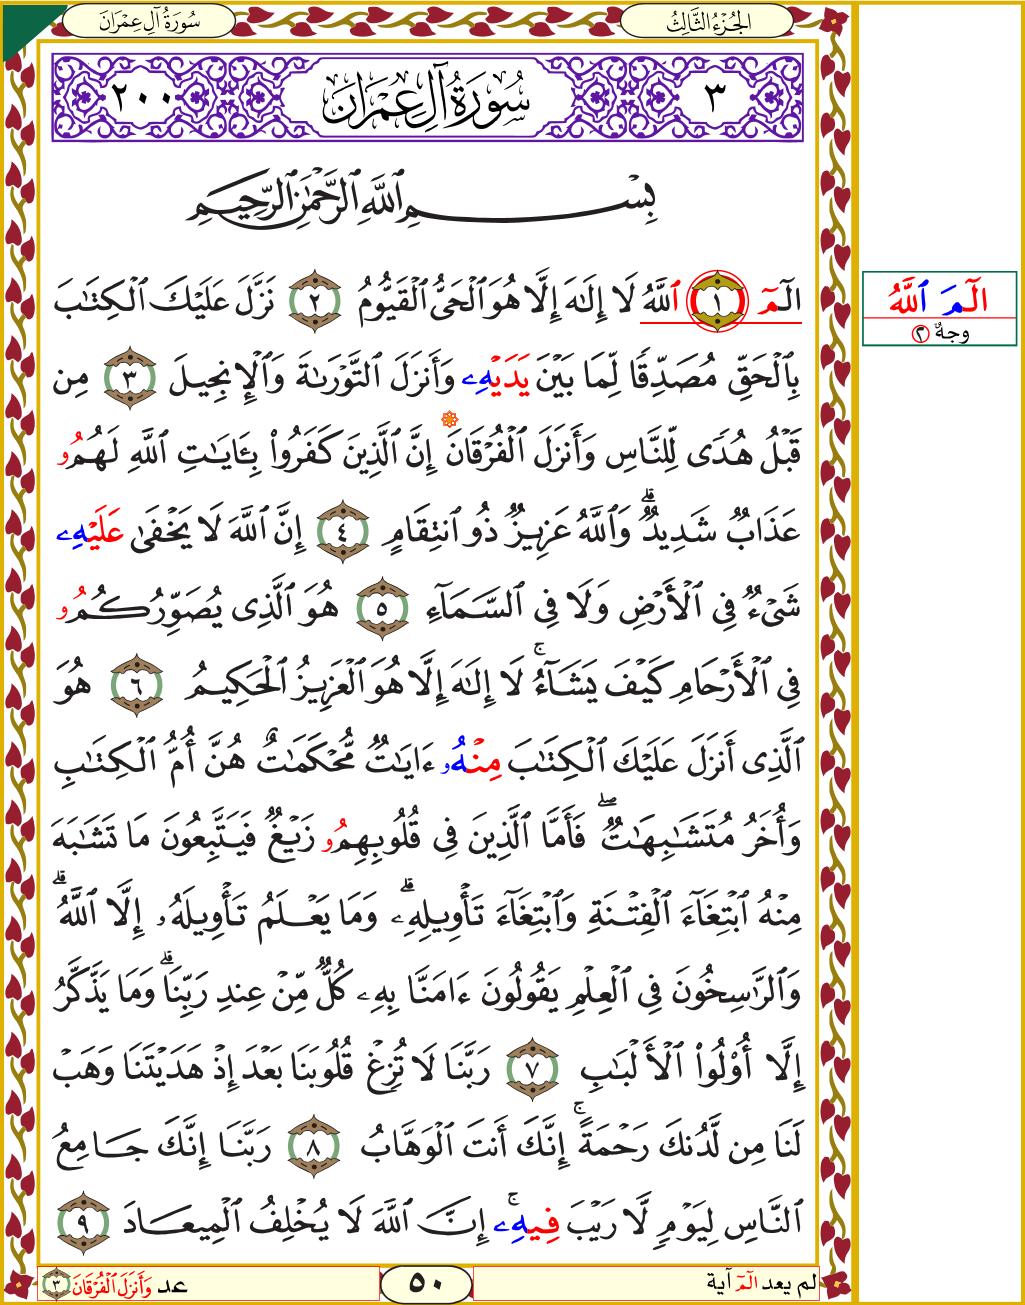 الجُزْءُ الثَّالِثُ
سُورَةُ آلِ عِمْرَانَ
٣
سُورَةُ آلِ عِمْرَانَ
٢٠٠
بِسْمِ ٱللَّهِ ٱلرَّحْمَٰنِ ٱلرَّحِيمِ
الٓمٓ ١ ٱللَّهُ لَا إِلَٰهَ إِلَّا هُوَ ٱلْحَيُّ ٱلْقَيُّومُ ٢ نَزَّلَ عَلَيْكَ ٱلْكِتَٰبَ
بِٱلْحَقِّ مُصَدِّقًا لِّمَا بَيْنَ يَدَيْهِۦ وَأَنزَلَ ٱلتَّوْرَىٰةَ وَٱلْإِنجِيلَ ٣ مِن
قَبْلُ هُدًى لِّلنَّاسِ وَأَنزَلَ ٱلْفُرْقَانَ إِنَّ ٱلَّذِينَ كَفَرُوا۟ بِـَٔايَٰتِ ٱللَّهِ لَهُمُۥ
عَذَابٌ شَدِيدٌ ۗ وَٱللَّهُ عَزِيزٌ ذُو ٱنتِقَامٍ ٤ إِنَّ ٱللَّهَ لَا يَخْفَىٰ عَلَيْهِۦ
شَىْءٌ فِى ٱلْأَرْضِ وَلَا فِى ٱلسَّمَآءِ ٥ هُوَ ٱلَّذِى يُصَوِّرُكُمُۥ
فِى ٱلْأَرْحَامِ كَيْفَ يَشَآءُ ۚ لَا إِلَٰهَ إِلَّا هُوَ ٱلْعَزِيزُ ٱلْحَكِيمُ ٦ هُوَ
ٱلَّذِى أَنزَلَ عَلَيْكَ ٱلْكِتَٰبَ مِنْهُۥ ءَايَٰتٌ مُّحْكَمَٰتٌ هُنَّ أُمُّ ٱلْكِتَٰبِ
وَأُخَرُ مُتَشَٰبِهَٰتٌ ۖ فَأَمَّا ٱلَّذِينَ فِى قُلُوبِهِمُۥ زَيْغٌ فَيَتَّبِعُونَ مَا تَشَٰبَهَ
مِنْهُ ٱبْتِغَآءَ ٱلْفِتْنَةِ وَٱبْتِغَآءَ تَأْوِيلِهِۦ ۗ وَمَا يَعْلَمُ تَأْوِيلَهُۥ إِلَّا ٱللَّهُ ۗ
وَٱلرَّٰسِخُونَ فِى ٱلْعِلْمِ يَقُولُونَ ءَامَنَّا بِهِۦ كُلٌّ مِّنْ عِندِ رَبِّنَا ۗ وَمَا يَذَّكَّرُ
إِلَّا أُو۟لُوا۟ ٱلْأَلْبَٰبِ ٧ رَبَّنَا لَا تُزِغْ قُلُوبَنَا بَعْدَ إِذْ هَدَيْتَنَا وَهَبْ
لَنَا مِن لَّدُنكَ رَحْمَةً ۚ إِنَّكَ أَنتَ ٱلْوَهَّابُ ٨ رَبَّنَا إِنَّكَ جَامِعُ
ٱلنَّاسِ لِيَوْمٍ لَّا رَيْبَ فِيهِۦ ۚ إِنَّ ٱللَّهَ لَا يُخْلِفُ ٱلْمِيعَادَ ٩
الٓمَ ٱللَّهُ
وجهٌ ٢
لم يعد الٓمٓ آية
٥٠
عد وَأَنزَلَ ٱلْفُرْقَانَ ٣